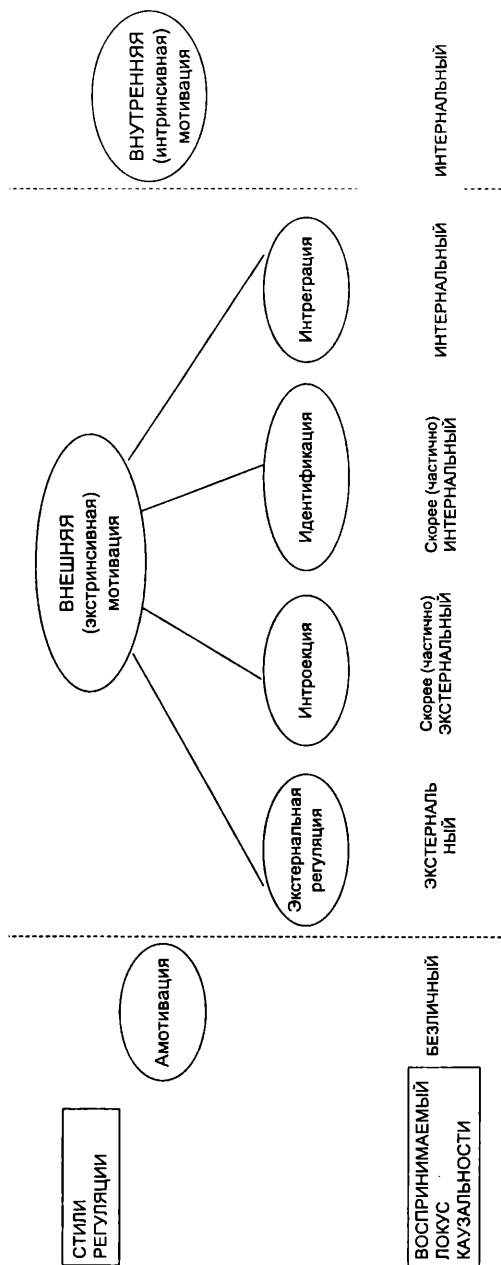 СТИЛИ
РЕГУЛЯЦИИ
Амотивация
ВНЕШНЯЯ
(экстринсивная)
мотивация
ВНУТРЕННЯЯ
(интринсивная)
мотивация
Экстернальная
регуляция
Интроекция
Идентификация
Интреграция
ВОСПРИНИМАЕМЫЙ
ЛОКУС
КАУЗАЛЬНОСТИ
БЕЗЛИЧНЫЙ
ЭКСТЕРНАЛЬ
НЫЙ
Скорее (частично)
ЭКСТЕРНАЛЬНЫЙ
Скорее (частично)
ИНТЕРНАЛЬНЫЙ
ИНТЕРНАЛЬНЫЙ
ИНТЕРНАЛЬНЫЙ